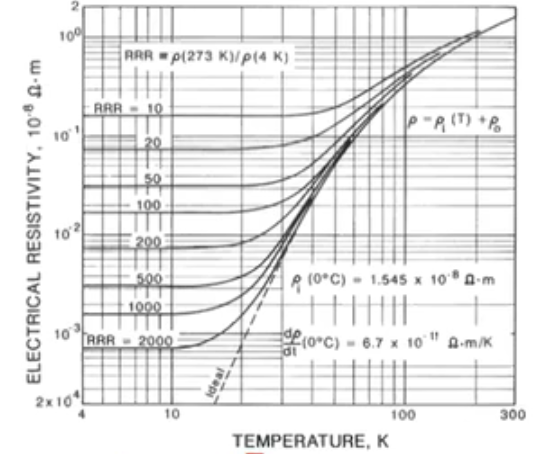 2
10⁰
RRR ≡ ρ(273 K)/ρ(4 K)
RRR = 10
ρ = ρᵢ (T) + ρₒ
10⁻¹
20
50
100
10⁻²
200
ρᵢ (0°C) = 1.545 x 10⁻⁸ Ω·m
500
1000
10⁻³
RRR = 2000
dρ/dt (0°C) = 6.7 x 10⁻¹¹ Ω·m/K
Ideal
2x10⁴
4 10 100 300
TEMPERATURE, K
ELECTRICAL RESISTIVITY, 10⁻⁸ Ω·m